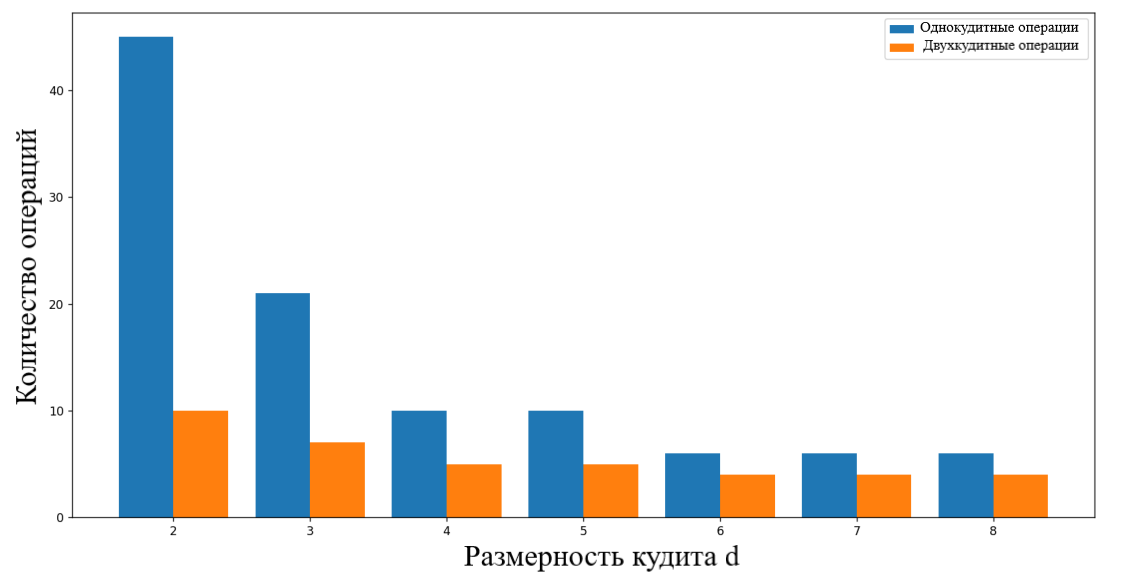 Однокудитные операции
Двухкудитные операции
Количество операций
40
30
20
10
0
2 3 4 5 6 7 8
Размерность кудита d